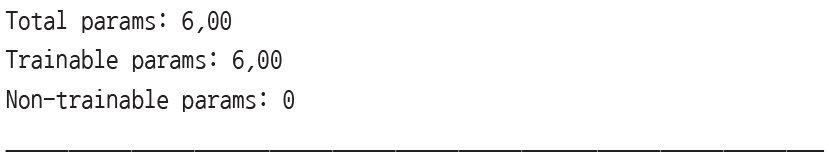 Total params: 6,00
Trainable params: 6,00
Non-trainable params: 0